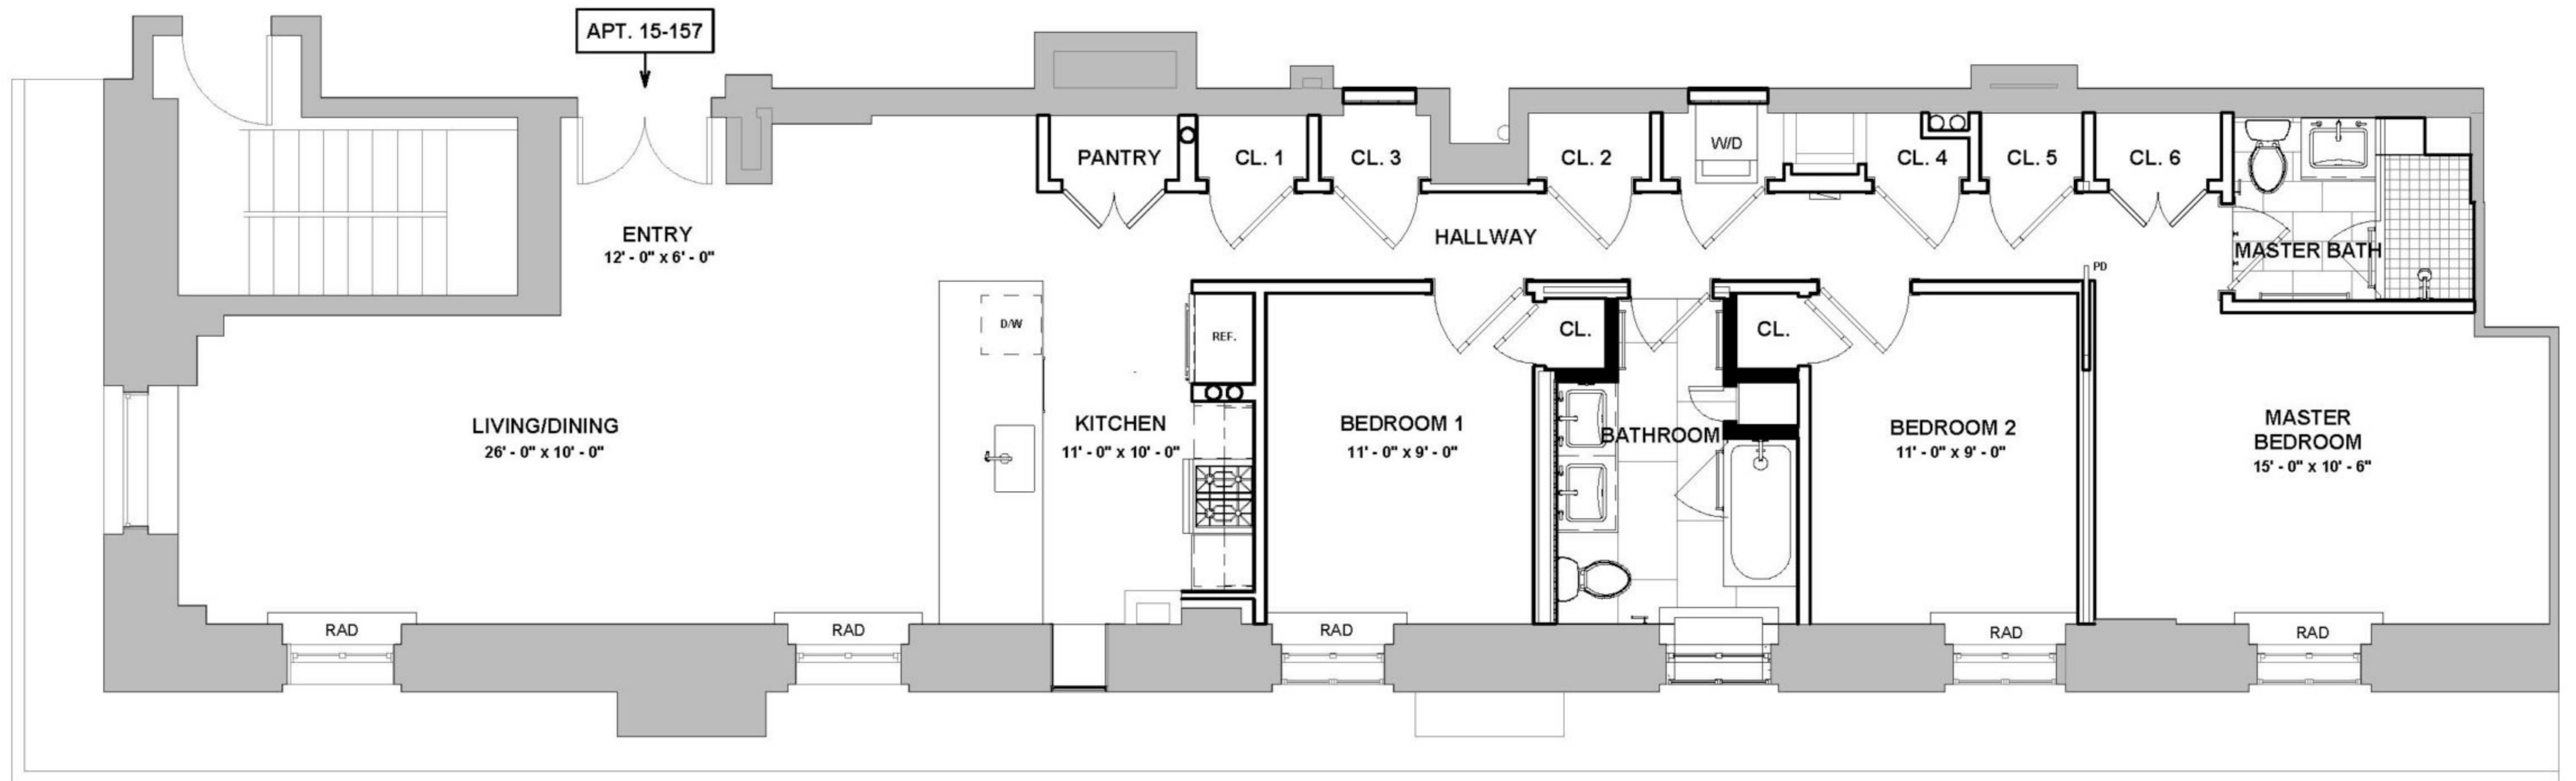 APT. 15-157
PANTRY
CL. 1
CL. 3
CL. 2
W/D
CL. 4
CL. 5
CL. 6
ENTRY
12' - 0" x 6' - 0"
HALLWAY
MASTER BATH
PD
D/W
REF.
CL.
CL.
LIVING/DINING
26' - 0" x 10' - 0"
KITCHEN
11' - 0" x 10' - 0"
BEDROOM 1
11' - 0" x 9' - 0"
BATHROOM
BEDROOM 2
11' - 0" x 9' - 0"
MASTER
BEDROOM
15' - 0" x 10' - 6"
RAD
RAD
RAD
RAD
RAD